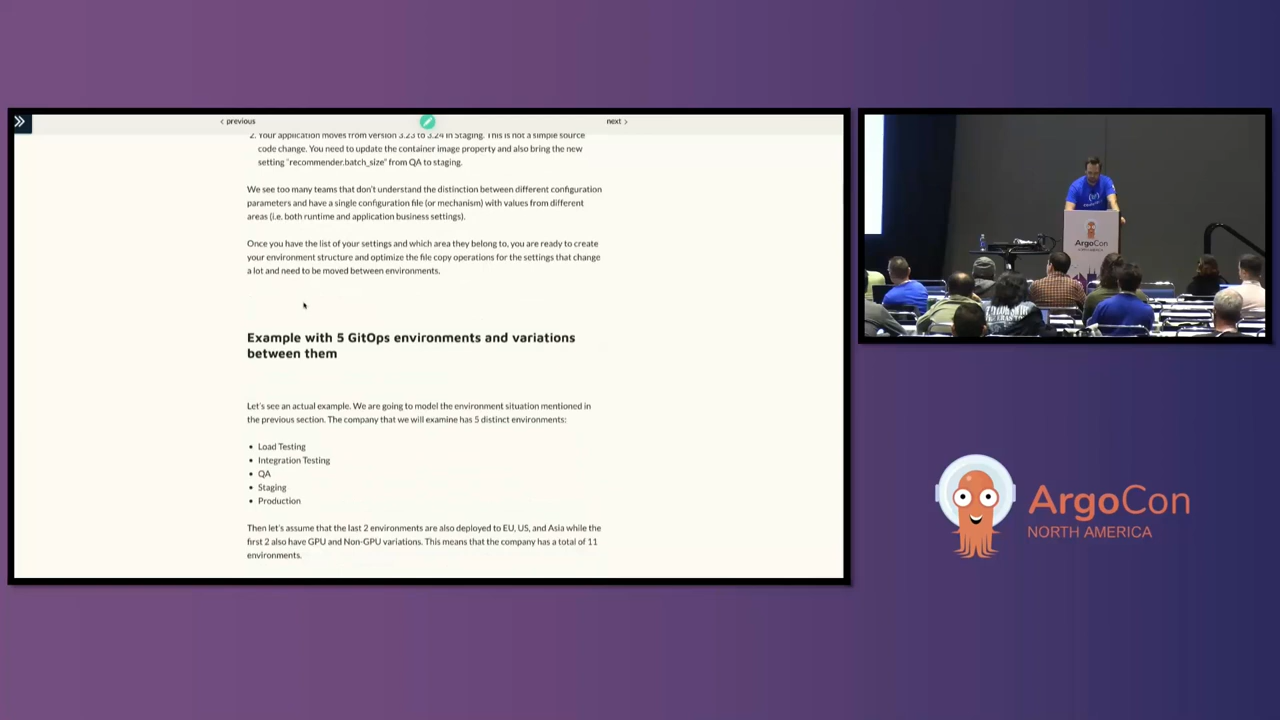 previous
next
2. Your application moves from version 3.23 to 3.24 in Staging. This is not a simple source
code change. You need to update the container image property and also bring the new
setting "recommender.batch_size" from QA to staging.
We see too many teams that don't understand the distinction between different configuration
parameters and have a single configuration file (or mechanism) with values from different
areas (i.e. both runtime and application business settings).
Once you have the list of your settings and which area they belong to, you are ready to create
your environment structure and optimize the file copy operations for the settings that change
a lot and need to be moved between environments.
Example with 5 GitOps environments and variations
between them
Let's see an actual example. We are going to model the environment situation mentioned in
the previous section. The company that we will examine has 5 distinct environments:
• Load Testing
• Integration Testing
• QA
• Staging
• Production
Then let's assume that the last 2 environments are also deployed to EU, US, and Asia while the
first 2 also have GPU and Non-GPU variations. This means that the company has a total of 11
environments.
ArgoCon
ArgoCon
NORTH AMERICA